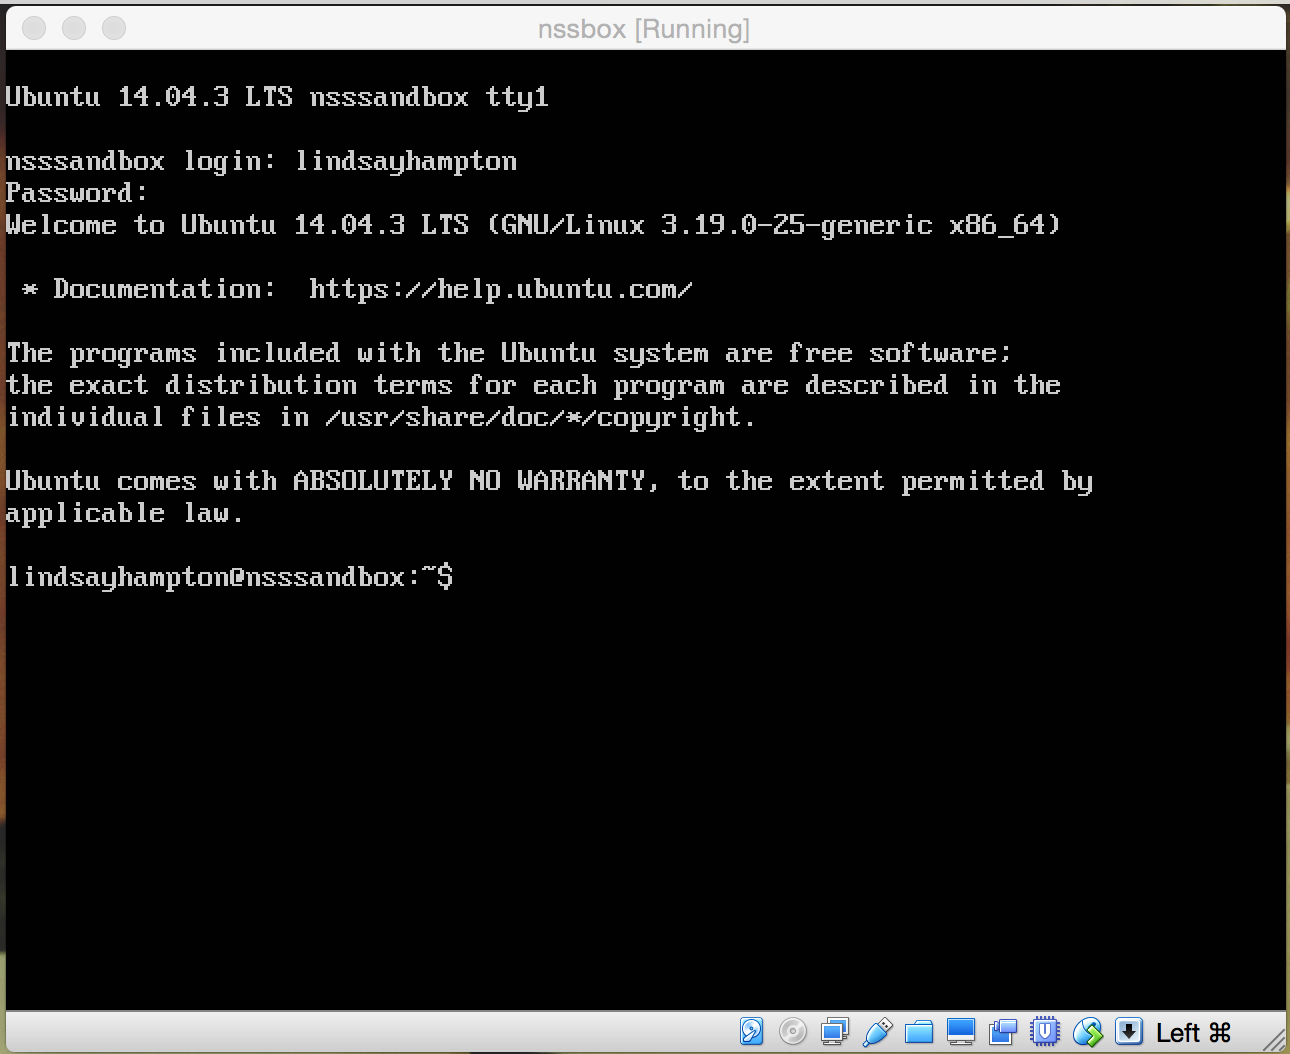 nssbox [Running]
Ubuntu 14.04.3 LTS nsssandbox tty1
nsssandbox login: lindsayhampton
Password:
Welcome to Ubuntu 14.04.3 LTS (GNU/Linux 3.19.0-25-generic x86_64)
* Documentation:  https://help.ubuntu.com/
The programs included with the Ubuntu system are free software;
the exact distribution terms for each program are described in the
individual files in /usr/share/doc/*/copyright.
Ubuntu comes with ABSOLUTELY NO WARRANTY, to the extent permitted by
applicable law.
lindsayhampton@nsssandbox:~$
Left ⌘